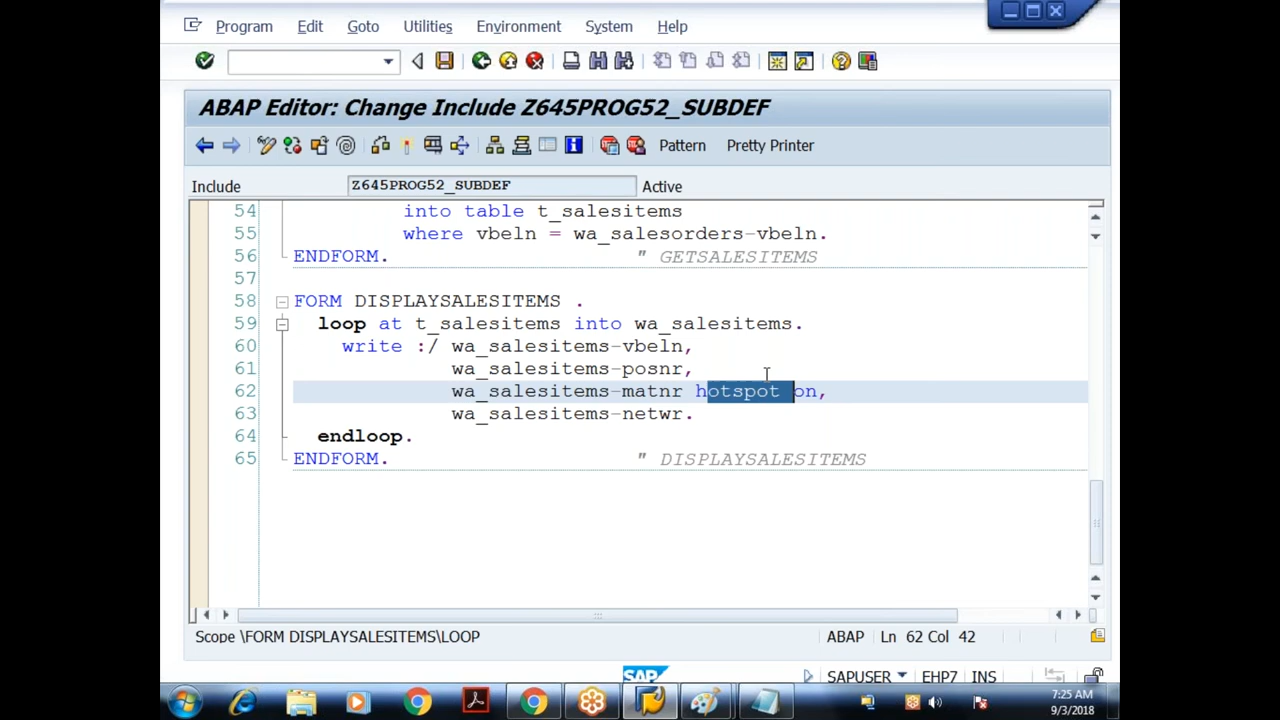 Program Edit Goto Utilities Environment System Help
ABAP Editor: Change Include Z645PROG52_SUBDEF
Pattern Pretty Printer
Include Z645PROG52_SUBDEF Active
54 into table t_salesitems
55 where vbeln = wa_salesorders-vbeln.
56 ENDFORM. " GETSALESITEMS
57
58 FORM DISPLAYSALESITEMS .
59 loop at t_salesitems into wa_salesitems.
60 write :/ wa_salesitems-vbeln,
61 wa_salesitems-posnr,
62 wa_salesitems-matnr hotspot on,
63 wa_salesitems-netwr.
64 endloop.
65 ENDFORM. " DISPLAYSALESITEMS
Scope \FORM DISPLAYSALESITEMS\LOOP ABAP Ln 62 Col 42
SAP SAPUSER EHP7 INS
7:25 AM
9/3/2018